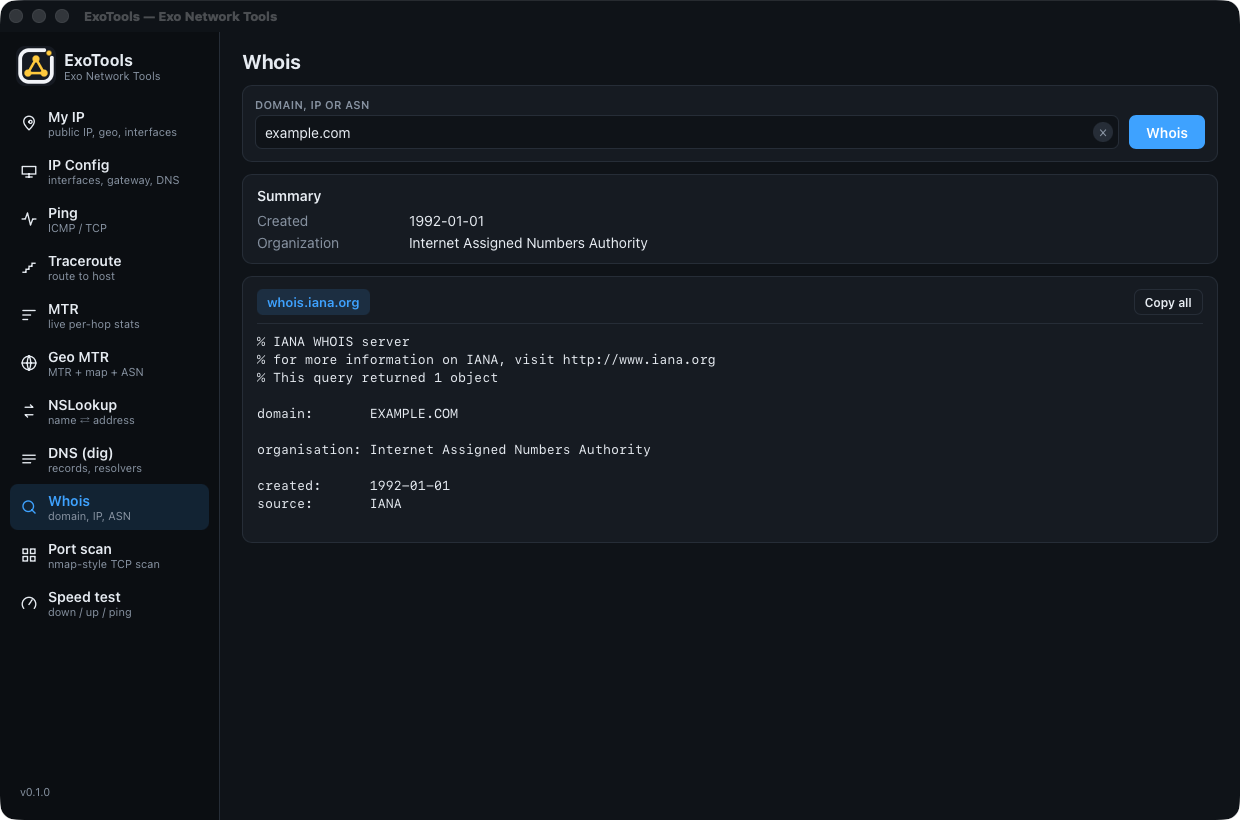 ExoTools — Exo Network Tools
ExoTools
Exo Network Tools
My IP
public IP, geo, interfaces
IP Config
interfaces, gateway, DNS
Ping
ICMP / TCP
Traceroute
route to host
MTR
live per-hop stats
Geo MTR
MTR + map + ASN
NSLookup
name ⇄ address
DNS (dig)
records, resolvers
Whois
domain, IP, ASN
Port scan
nmap-style TCP scan
Speed test
down / up / ping
v0.1.0
Whois
DOMAIN, IP OR ASN
example.com
Whois
Summary
Created 1992-01-01
Organization Internet Assigned Numbers Authority
whois.iana.org
Copy all
% IANA WHOIS server
% for more information on IANA, visit http://www.iana.org
% This query returned 1 object
domain:       EXAMPLE.COM
organisation: Internet Assigned Numbers Authority
created:      1992-01-01
source:       IANA